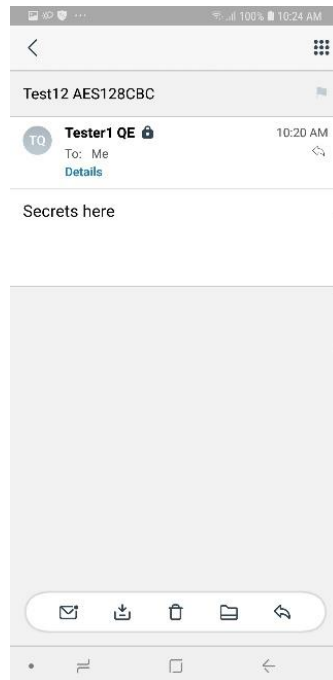 100% 10:24 AM
Test12 AES128CBC
TQ Tester1 QE 10:20 AM
To: Me
Details
Secrets here